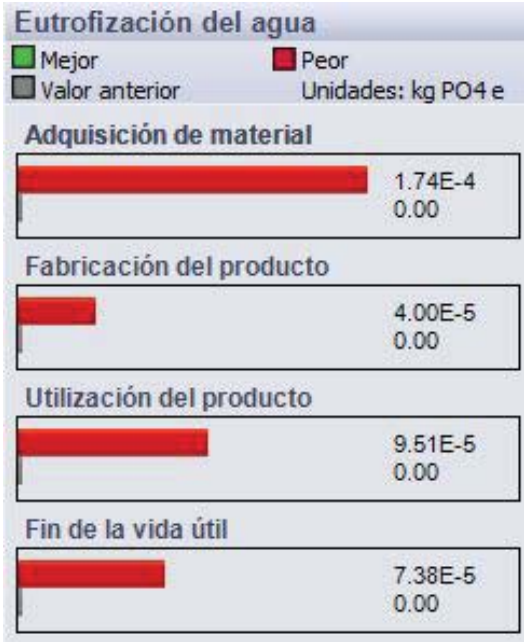 Eutrofización del agua
Mejor Peor
Valor anterior Unidades: kg PO4 e
Adquisición de material
1.74E-4
0.00
Fabricación del producto
4.00E-5
0.00
Utilización del producto
9.51E-5
0.00
Fin de la vida útil
7.38E-5
0.00